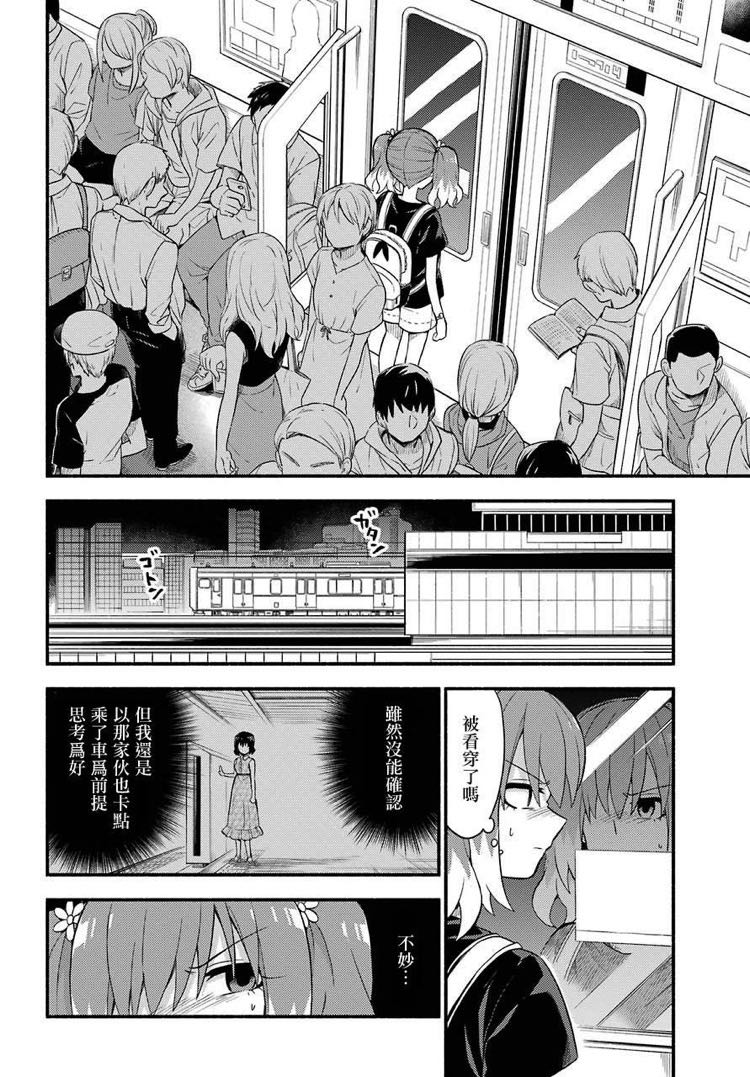 ガタン
ゴトン
被看穿了嗎
雖然沒能確認
但我還是
以那家伙也卡點
乘了車爲前提
思考爲好
不妙…